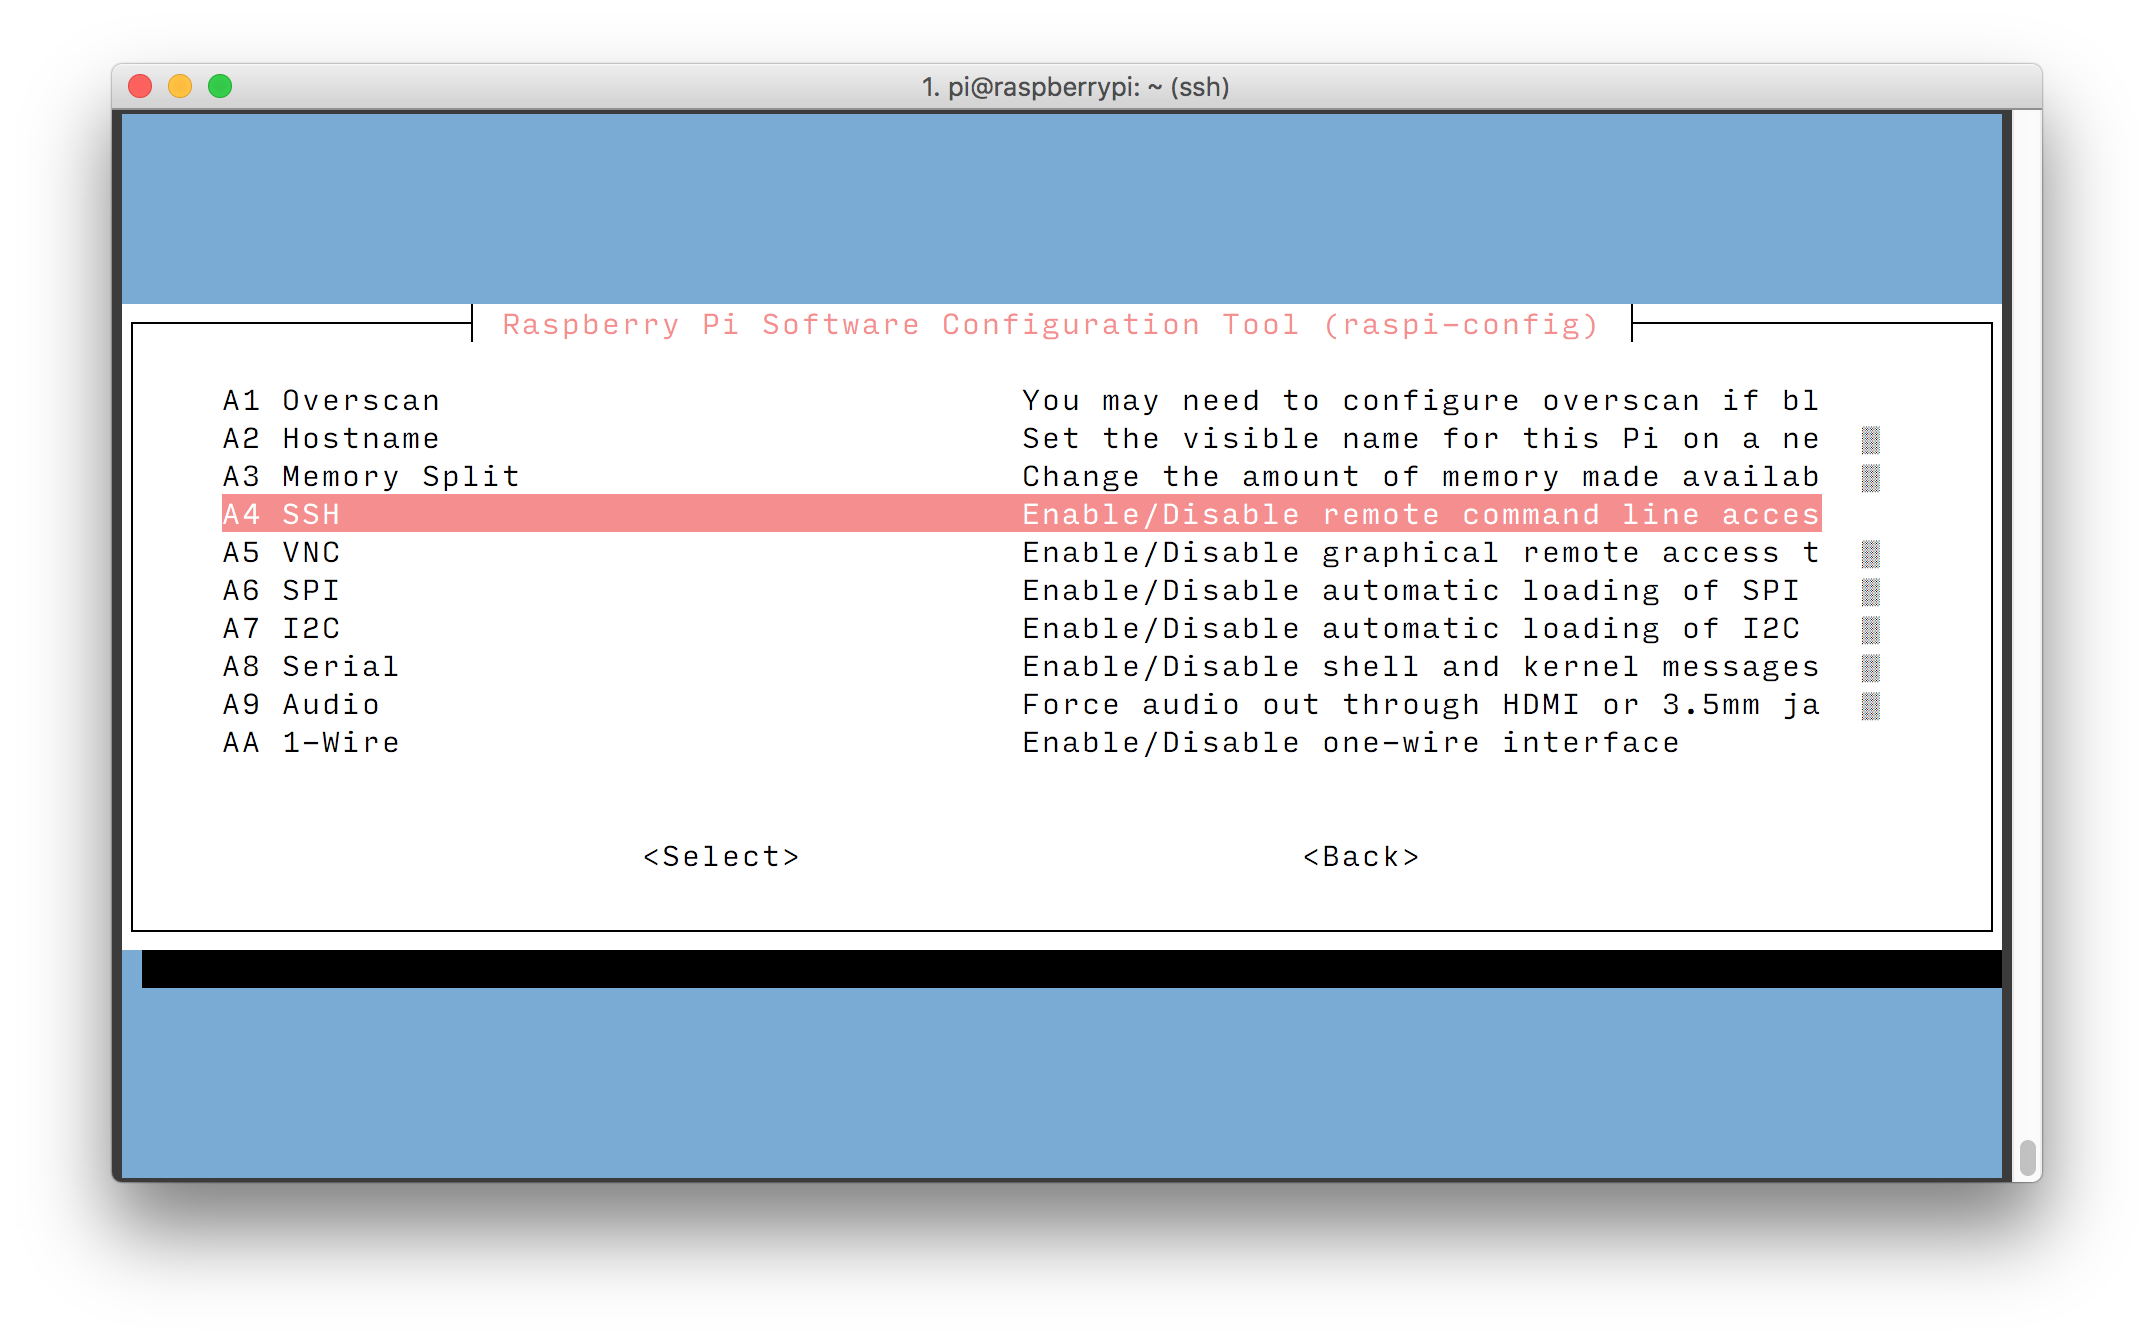 1. pi@raspberrypi: ~ (ssh)
Raspberry Pi Software Configuration Tool (raspi-config)
A1 Overscan You may need to configure overscan if bl
A2 Hostname Set the visible name for this Pi on a ne
A3 Memory Split Change the amount of memory made availab
A4 SSH Enable/Disable remote command line acces
A5 VNC Enable/Disable graphical remote access t
A6 SPI Enable/Disable automatic loading of SPI
A7 I2C Enable/Disable automatic loading of I2C
A8 Serial Enable/Disable shell and kernel messages
A9 Audio Force audio out through HDMI or 3.5mm ja
AA 1-Wire Enable/Disable one-wire interface
<Select> <Back>